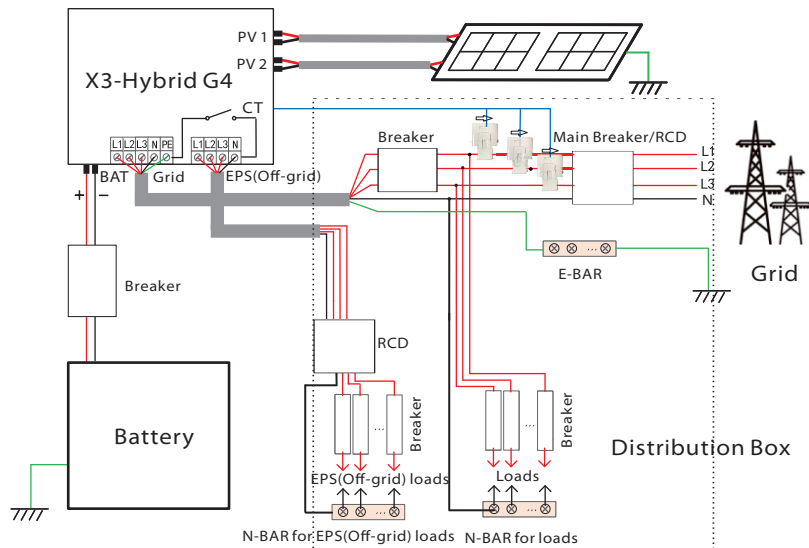 PV 1
PV 2
X3-Hybrid G4
CT
L1 L2 L3 N PE
L1 L2 L3 N
BAT
Grid
EPS(Off-grid)
+
−
Breaker
Main Breaker/RCD
L1
L2
L3
N
E-BAR
Grid
Breaker
RCD
Battery
...
Breaker
...
Breaker
EPS(Off-grid) loads
Loads
Distribution Box
...
...
N-BAR for EPS(Off-grid) loads
N-BAR for loads